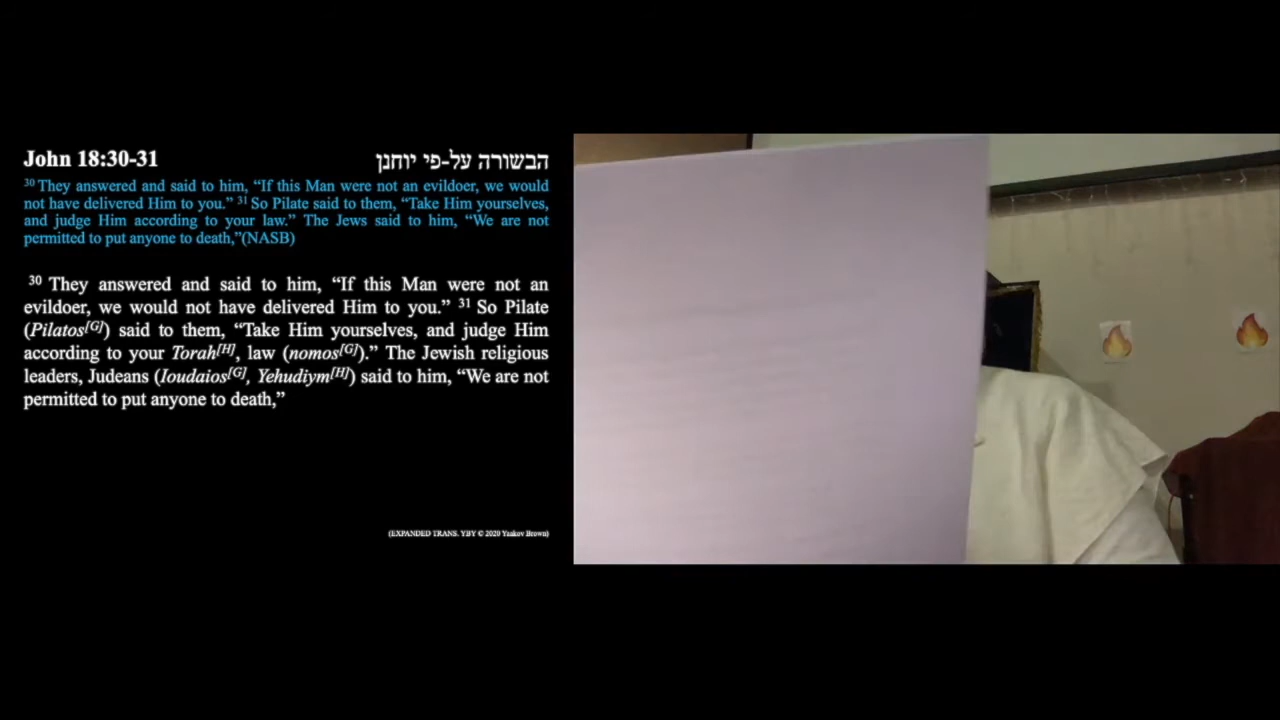 John 18:30-31
הבשורה על-פי יוחנן
30 They answered and said to him, “If this Man were not an evildoer, we would
not have delivered Him to you.” 31 So Pilate said to them, “Take Him yourselves,
and judge Him according to your law.” The Jews said to him, “We are not
permitted to put anyone to death,”(NASB)
30 They answered and said to him, “If this Man were not an
evildoer, we would not have delivered Him to you.” 31 So Pilate
(Pilatos[G]) said to them, “Take Him yourselves, and judge Him
according to your Torah[H], law (nomos[G]).” The Jewish religious
leaders, Judeans (Ioudaios[G], Yehudiym[H]) said to him, “We are not
permitted to put anyone to death,”
(EXPANDED TRANS. YBY © 2020 Yaakov Brown)